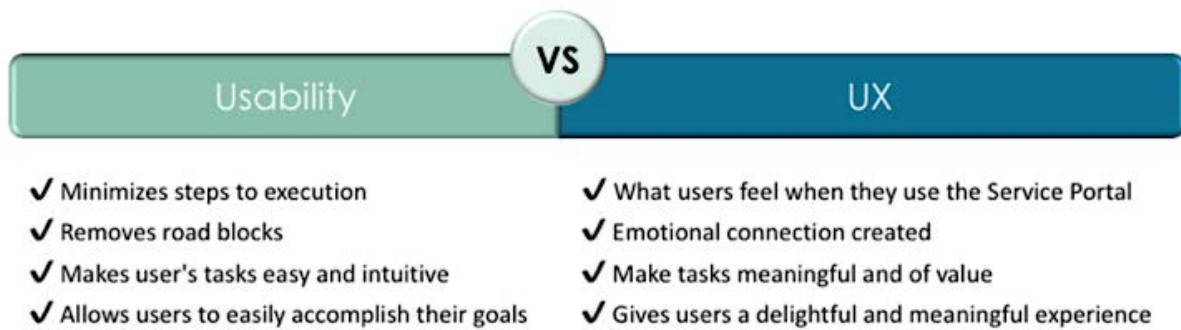 VS
Usability
UX
✔ Minimizes steps to execution
✔ Removes road blocks
✔ Makes user's tasks easy and intuitive
✔ Allows users to easily accomplish their goals
✔ What users feel when they use the Service Portal
✔ Emotional connection created
✔ Make tasks meaningful and of value
✔ Gives users a delightful and meaningful experience